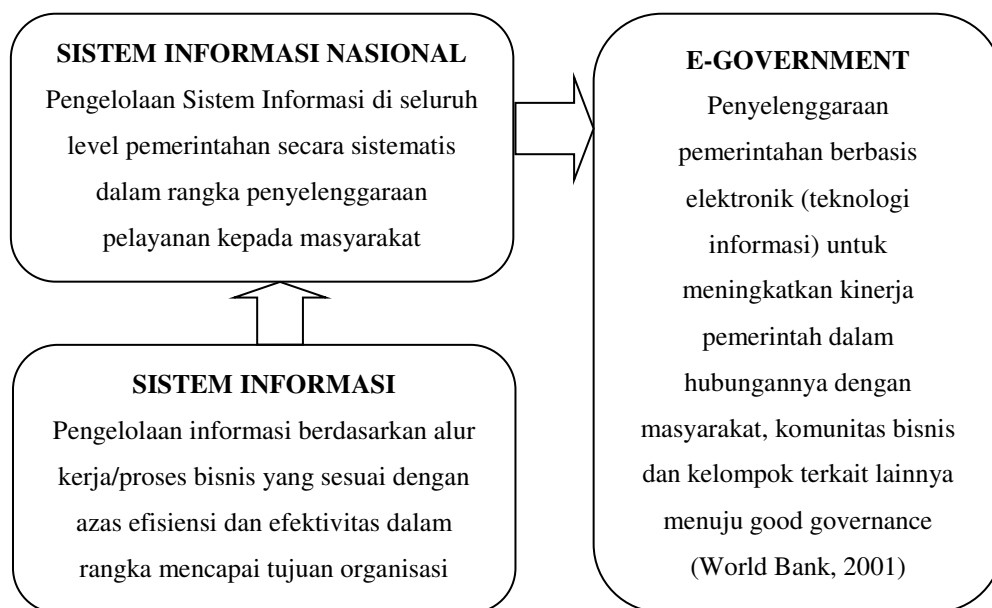 SISTEM INFORMASI NASIONAL
Pengelolaan Sistem Informasi di seluruh
level pemerintahan secara sistematis
dalam rangka penyelenggaraan
pelayanan kepada masyarakat
SISTEM INFORMASI
Pengelolaan informasi berdasarkan alur
kerja/proses bisnis yang sesuai dengan
azas efisiensi dan efektivitas dalam
rangka mencapai tujuan organisasi
E-GOVERNMENT
Penyelenggaraan
pemerintahan berbasis
elektronik (teknologi
informasi) untuk
meningkatkan kinerja
pemerintah dalam
hubungannya dengan
masyarakat, komunitas bisnis
dan kelompok terkait lainnya
menuju good governance
(World Bank, 2001)